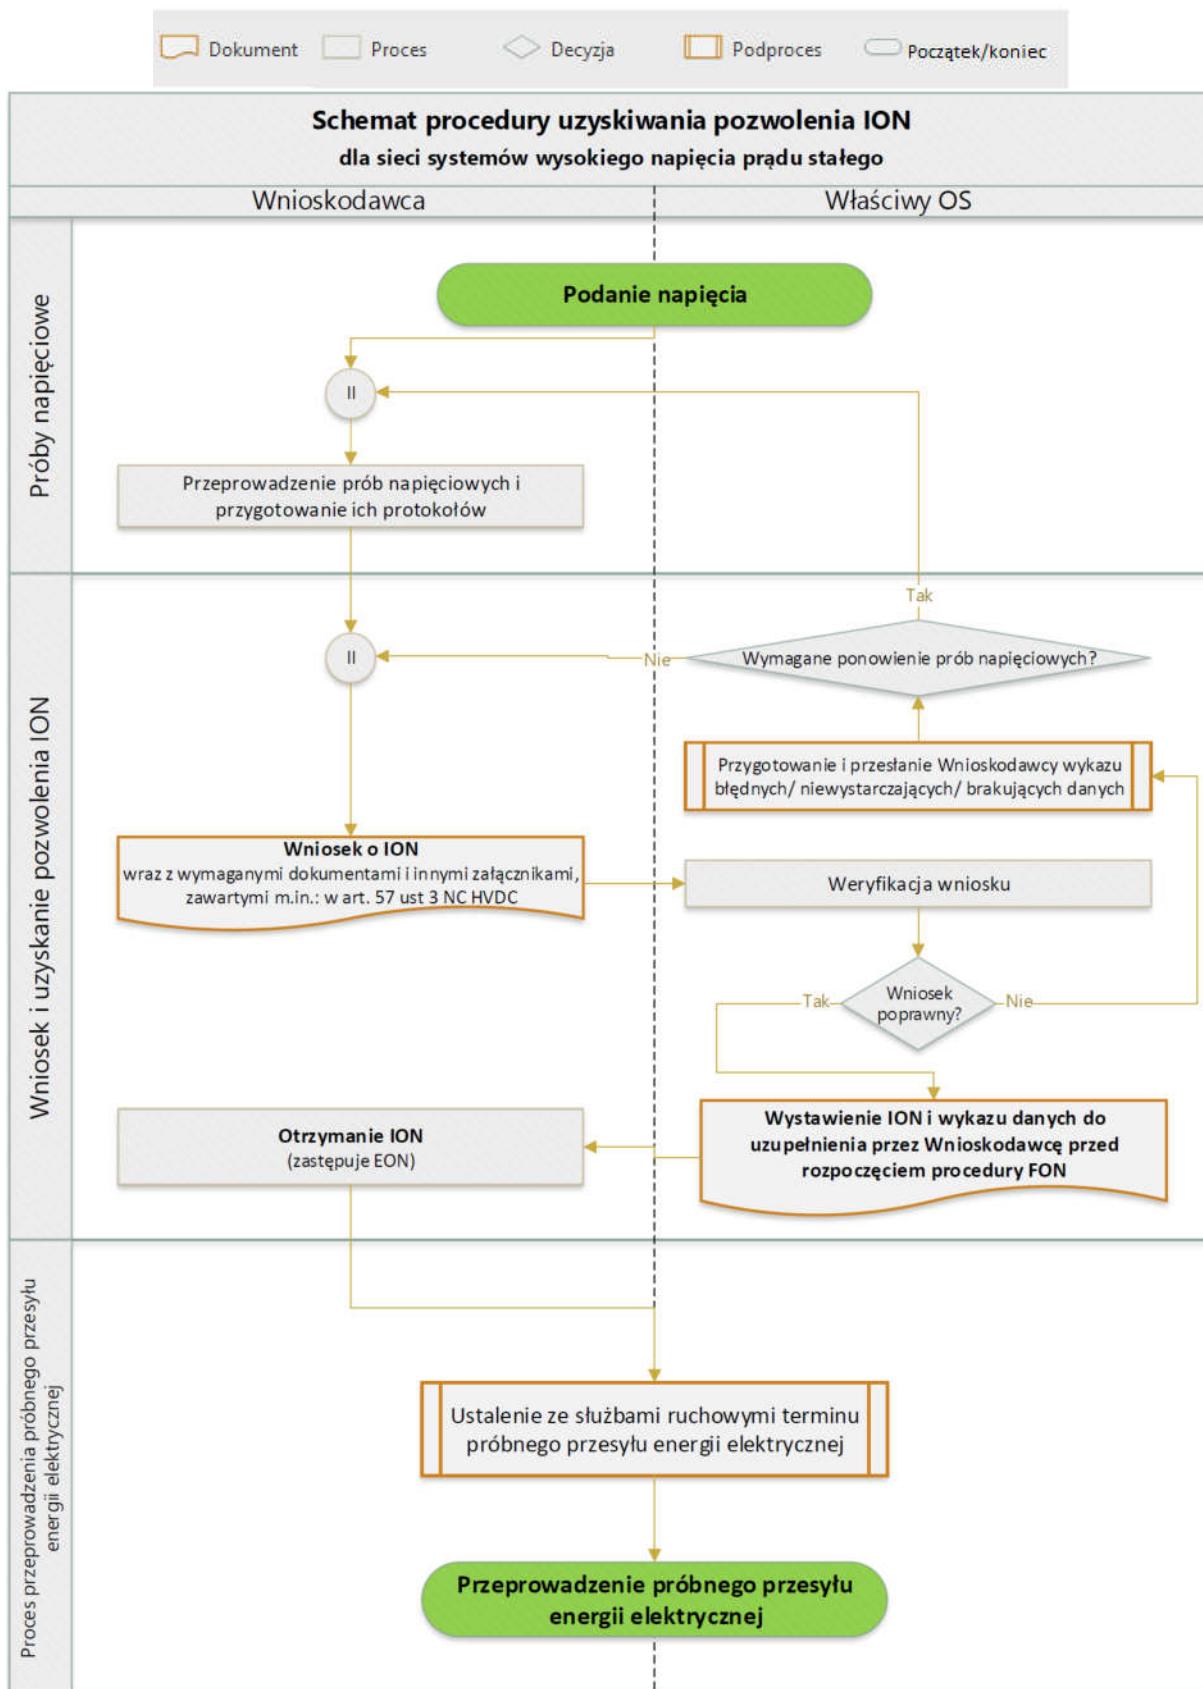 Dokument
Proces
Decyzja
Podproces
Początek/koniec
Schemat procedury uzyskiwania pozwolenia ION
dla sieci systemów wysokiego napięcia prądu stałego
Wnioskodawca
Właściwy OS
Próby napięciowe
Podanie napięcia
II
Przeprowadzenie prób napięciowych i
przygotowanie ich protokołów
Wniosek i uzyskanie pozwolenia ION
Tak
II
Nie
Wymagane ponowienie prób napięciowych?
Przygotowanie i przesłanie Wnioskodawcy wykazu
błędnych/ niewystarczających/ brakujących danych
Wniosek o ION
wraz z wymaganymi dokumentami i innymi załącznikami,
zawartymi m.in.: w art. 57 ust 3 NC HVDC
Weryfikacja wniosku
Tak
Wniosek
poprawny?
Nie
Otrzymanie ION
(zastępuje EON)
Wystawienie ION i wykazu danych do
uzupełnienia przez Wnioskodawcę przed
rozpoczęciem procedury FON
Proces przeprowadzenia próbnego przesyłu
energii elektrycznej
Ustalenie ze służbami ruchowymi terminu
próbnego przesyłu energii elektrycznej
Przeprowadzenie próbnego przesyłu
energii elektrycznej